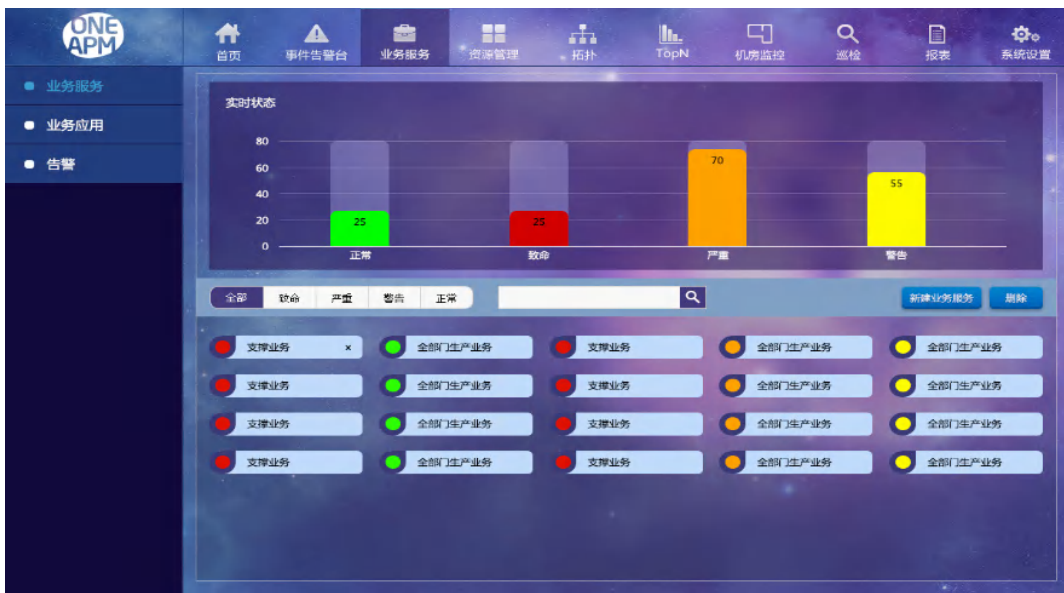 ONE
APM
首页
事件告警台
业务服务
资源管理
拓扑
TopN
机房监控
巡检
报表
系统设置
业务服务
业务应用
告警
实时状态
80
60
40
20
0
25
25
70
55
正常
致命
严重
警告
全部 致命 严重 警告 正常
新建业务服务 删除
支撑业务 × 全部门生产业务 支撑业务 全部门生产业务 全部门生产业务
支撑业务 全部门生产业务 支撑业务 全部门生产业务 全部门生产业务
支撑业务 全部门生产业务 支撑业务 全部门生产业务 全部门生产业务
支撑业务 全部门生产业务 支撑业务 全部门生产业务 全部门生产业务